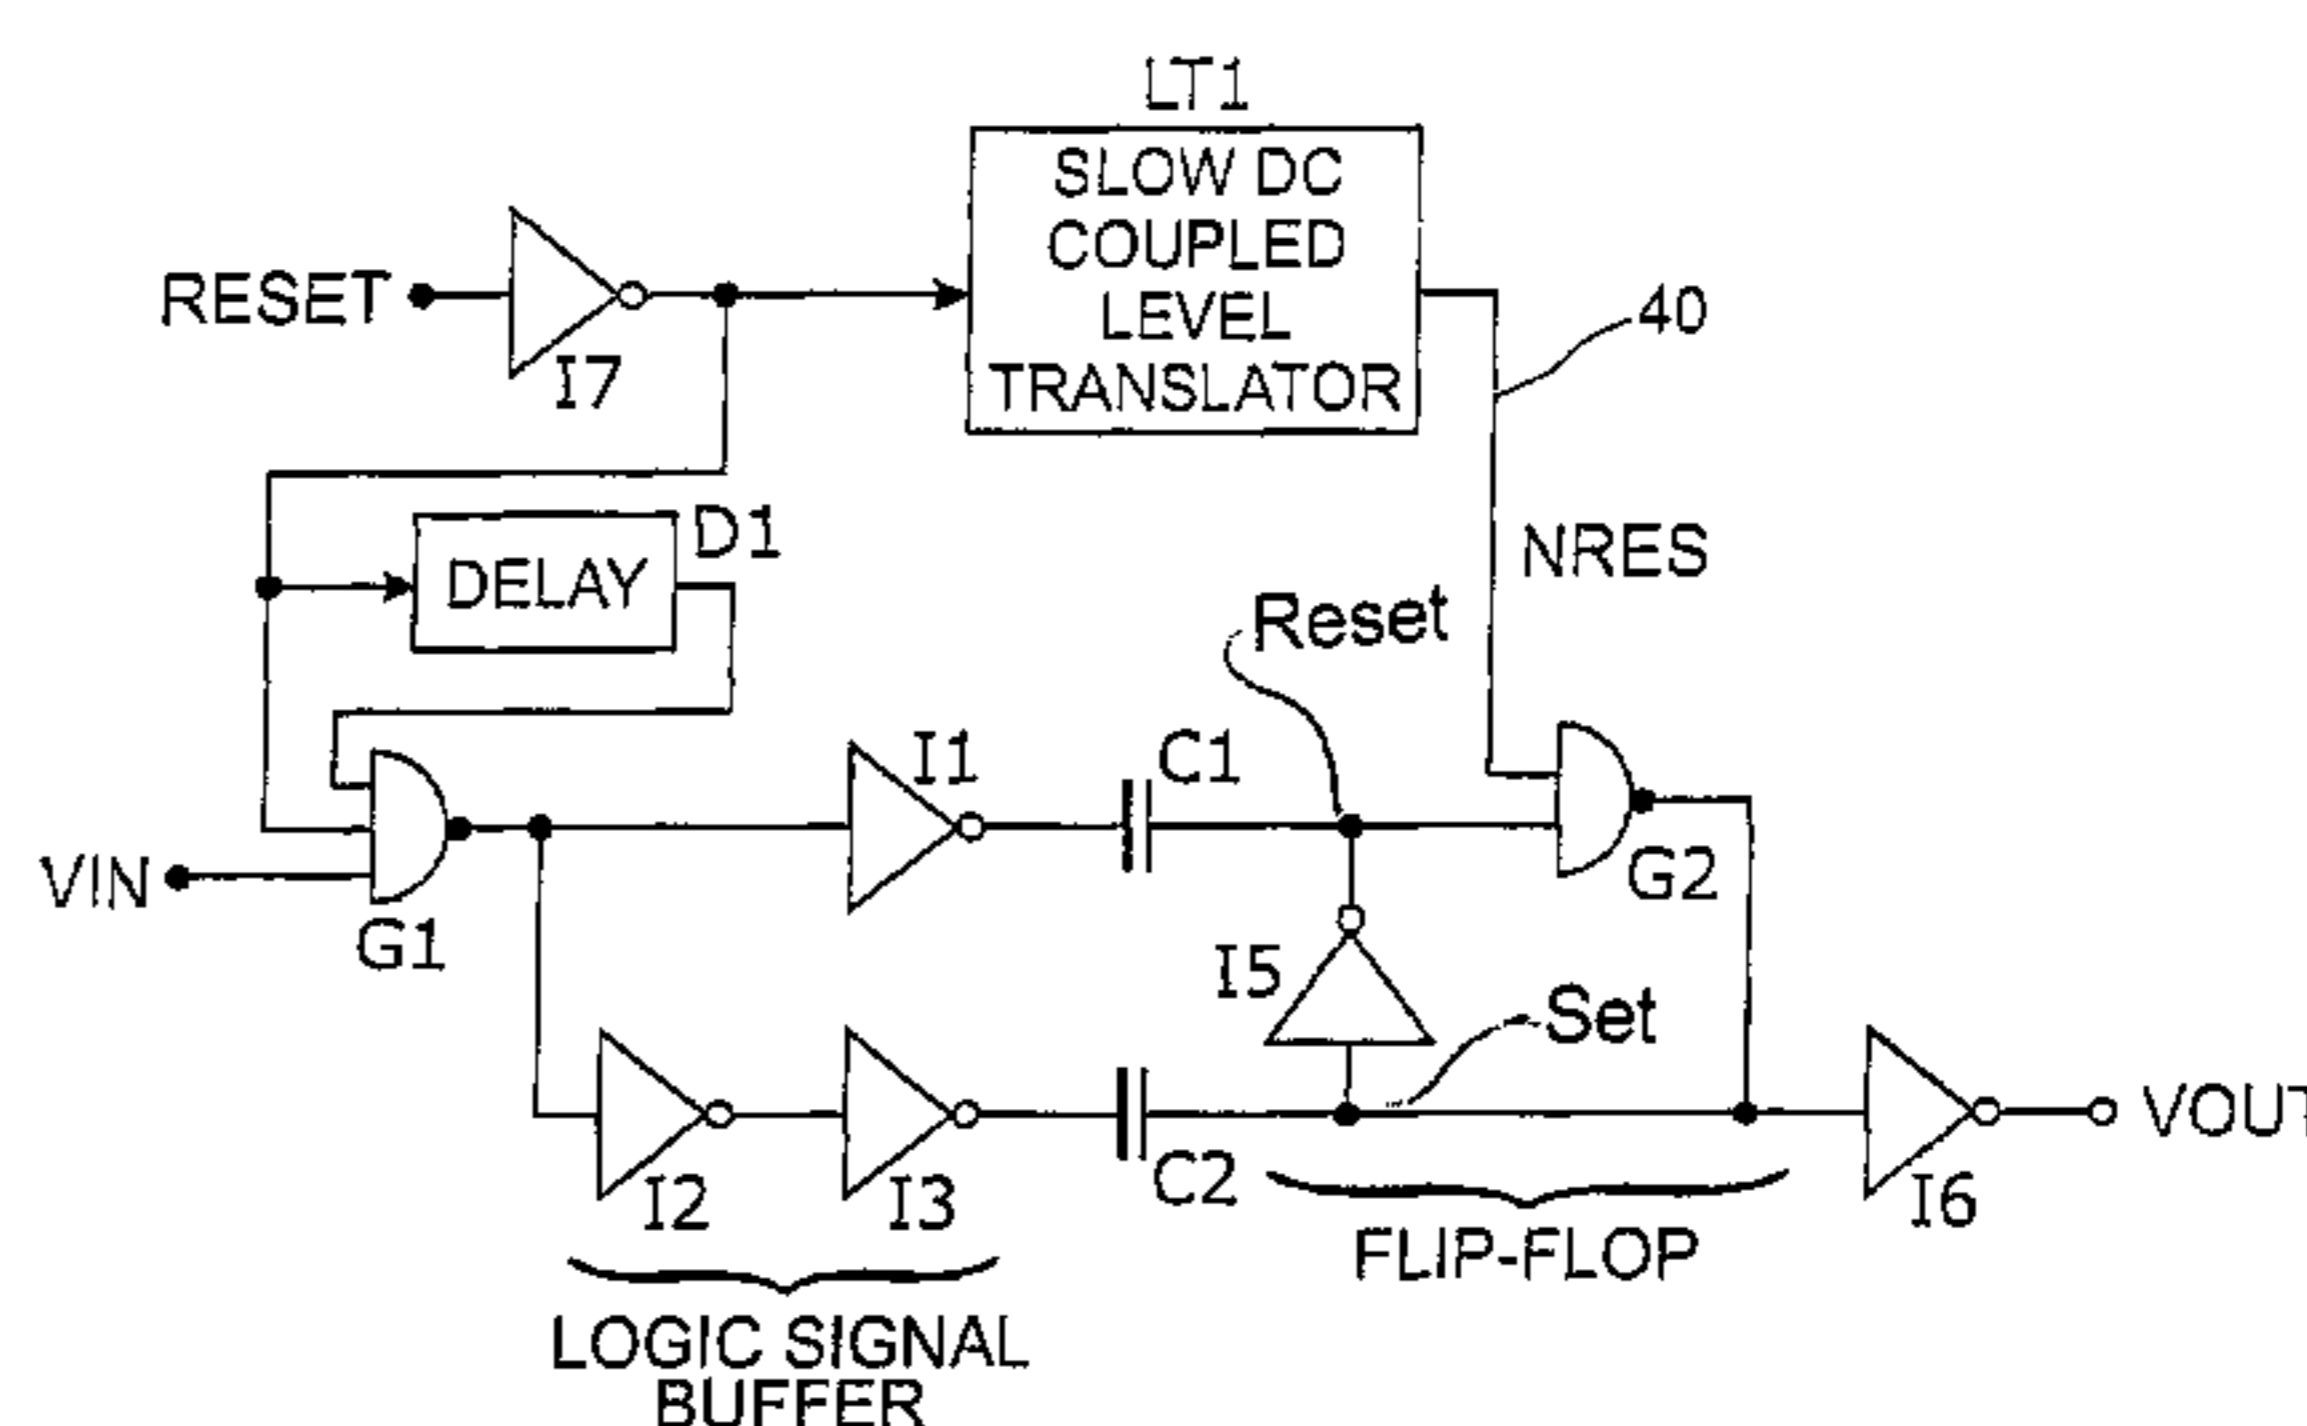 LT1
SLOW DC
COUPLED
LEVEL
TRANSLATOR
RESET
I7
40
D1
DELAY
NRES
Reset
I1
C1
VIN
G1
G2
I5
Set
VOUT
I2
I3
C2
I6
FLIP-FLOP
LOGIC SIGNAL
BUFFER